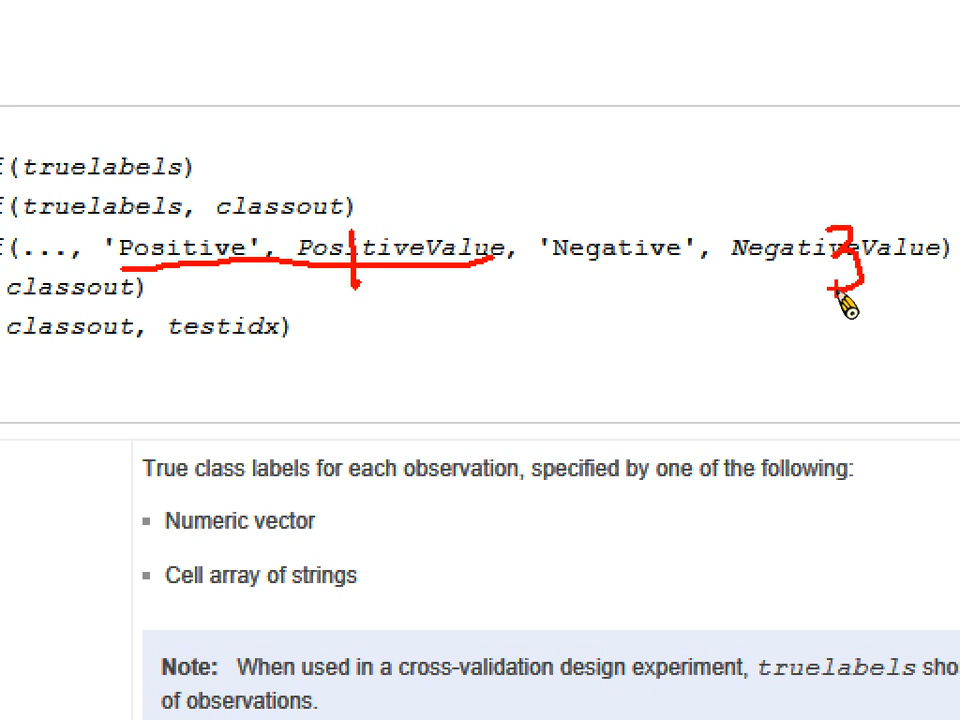 (truelabels)
(truelabels, classout)
(..., 'Positive', PositiveValue, 'Negative', NegativeValue)
classout)
classout, testidx)
1
3
True class labels for each observation, specified by one of the following:
Numeric vector
Cell array of strings
Note: When used in a cross-validation design experiment, truelabels sho
of observations.